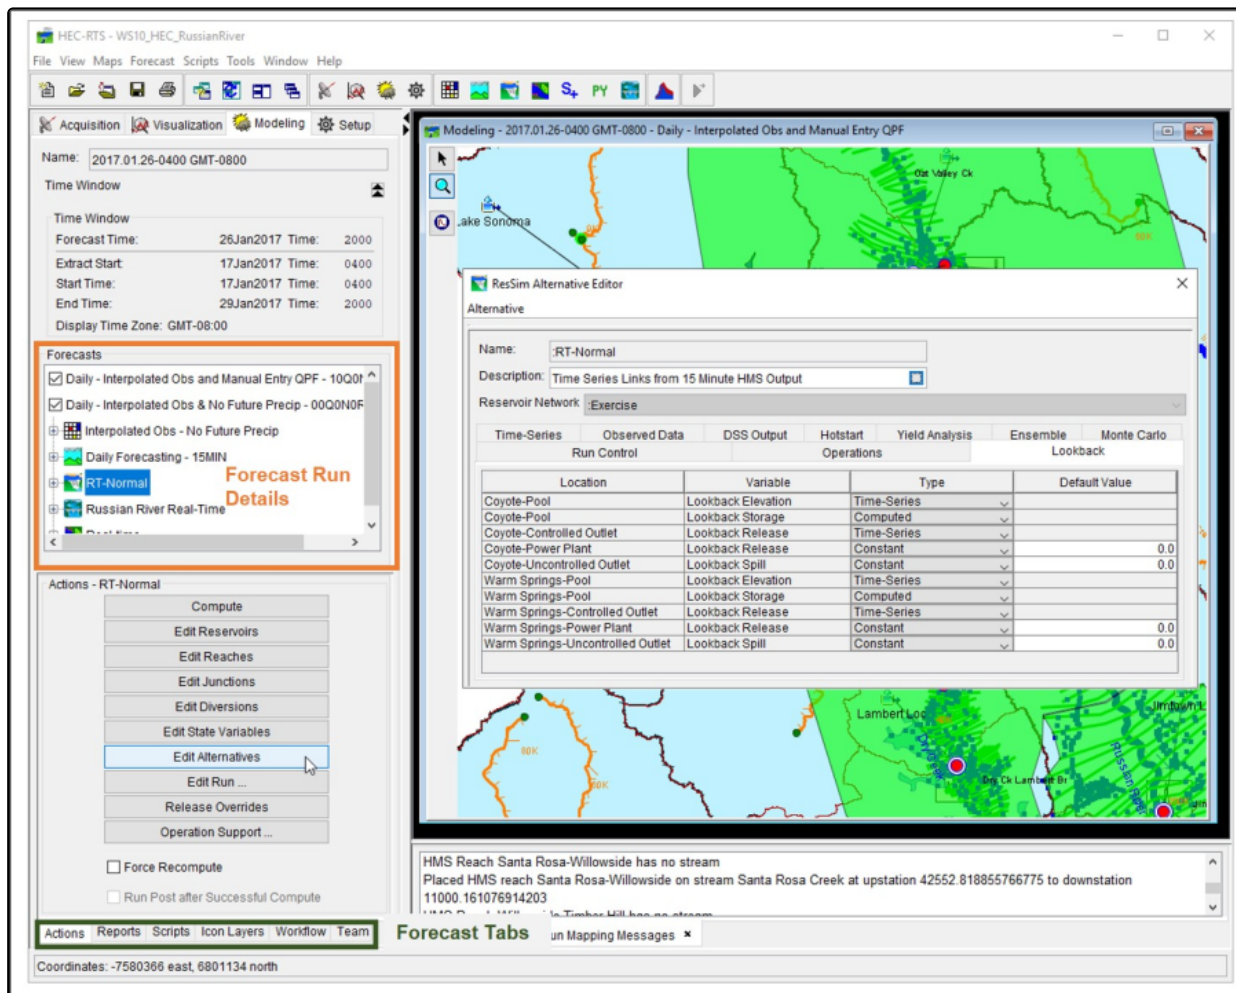 HEC-RTS - WS10_HEC_RussianRiver
File View Maps Forecast Scripts Tools Window Help
S+ PY
Acquisition Visualization Modeling Setup
Name: 2017.01.26-0400 GMT-0800
Time Window
Time Window
Forecast Time: 26Jan2017 Time: 2000
Extract Start: 17Jan2017 Time: 0400
Start Time: 17Jan2017 Time: 0400
End Time: 29Jan2017 Time: 2000
Display Time Zone: GMT-08:00
Forecasts
Daily - Interpolated Obs and Manual Entry QPF - 10Q0
Daily - Interpolated Obs & No Future Precip - 00Q0N0F
Interpolated Obs - No Future Precip
Daily Forecasting - 15MIN
RT-Normal
Russian River Real-Time
Forecast Run
Details
Actions - RT-Normal
Compute
Edit Reservoirs
Edit Reaches
Edit Junctions
Edit Diversions
Edit State Variables
Edit Alternatives
Edit Run ...
Release Overrides
Operation Support ...
Force Recompute
Run Post after Successful Compute
Actions Reports Scripts Icon Layers Workflow Team
Forecast Tabs
Coordinates: -7580366 east, 6801134 north
Modeling - 2017.01.26-0400 GMT-0800 - Daily - Interpolated Obs and Manual Entry QPF
Oat Valley Ck
ake Sonoma
80K
ResSim Alternative Editor
Alternative
Name: :RT-Normal
Description: Time Series Links from 15 Minute HMS Output
Reservoir Network :Exercise
Time-Series Observed Data DSS Output Hotstart Yield Analysis Ensemble Monte Carlo
Run Control Operations Lookback
Location Variable Type Default Value
Coyote-Pool Lookback Elevation Time-Series
Coyote-Pool Lookback Storage Computed
Coyote-Controlled Outlet Lookback Release Time-Series
Coyote-Power Plant Lookback Release Constant 0.0
Coyote-Uncontrolled Outlet Lookback Spill Constant 0.0
Warm Springs-Pool Lookback Elevation Time-Series
Warm Springs-Pool Lookback Storage Computed
Warm Springs-Controlled Outlet Lookback Release Time-Series
Warm Springs-Power Plant Lookback Release Constant 0.0
Warm Springs-Uncontrolled Outlet Lookback Spill Constant 0.0
Lambert Loc
80K
80K
Dry Creek
Dry Ck Lambert Br
Russian River
HMS Reach Santa Rosa-Willowside has no stream
Placed HMS reach Santa Rosa-Willowside on stream Santa Rosa Creek at upstation 42552.818855766775 to downstation
11000.161076914203
un Mapping Messages